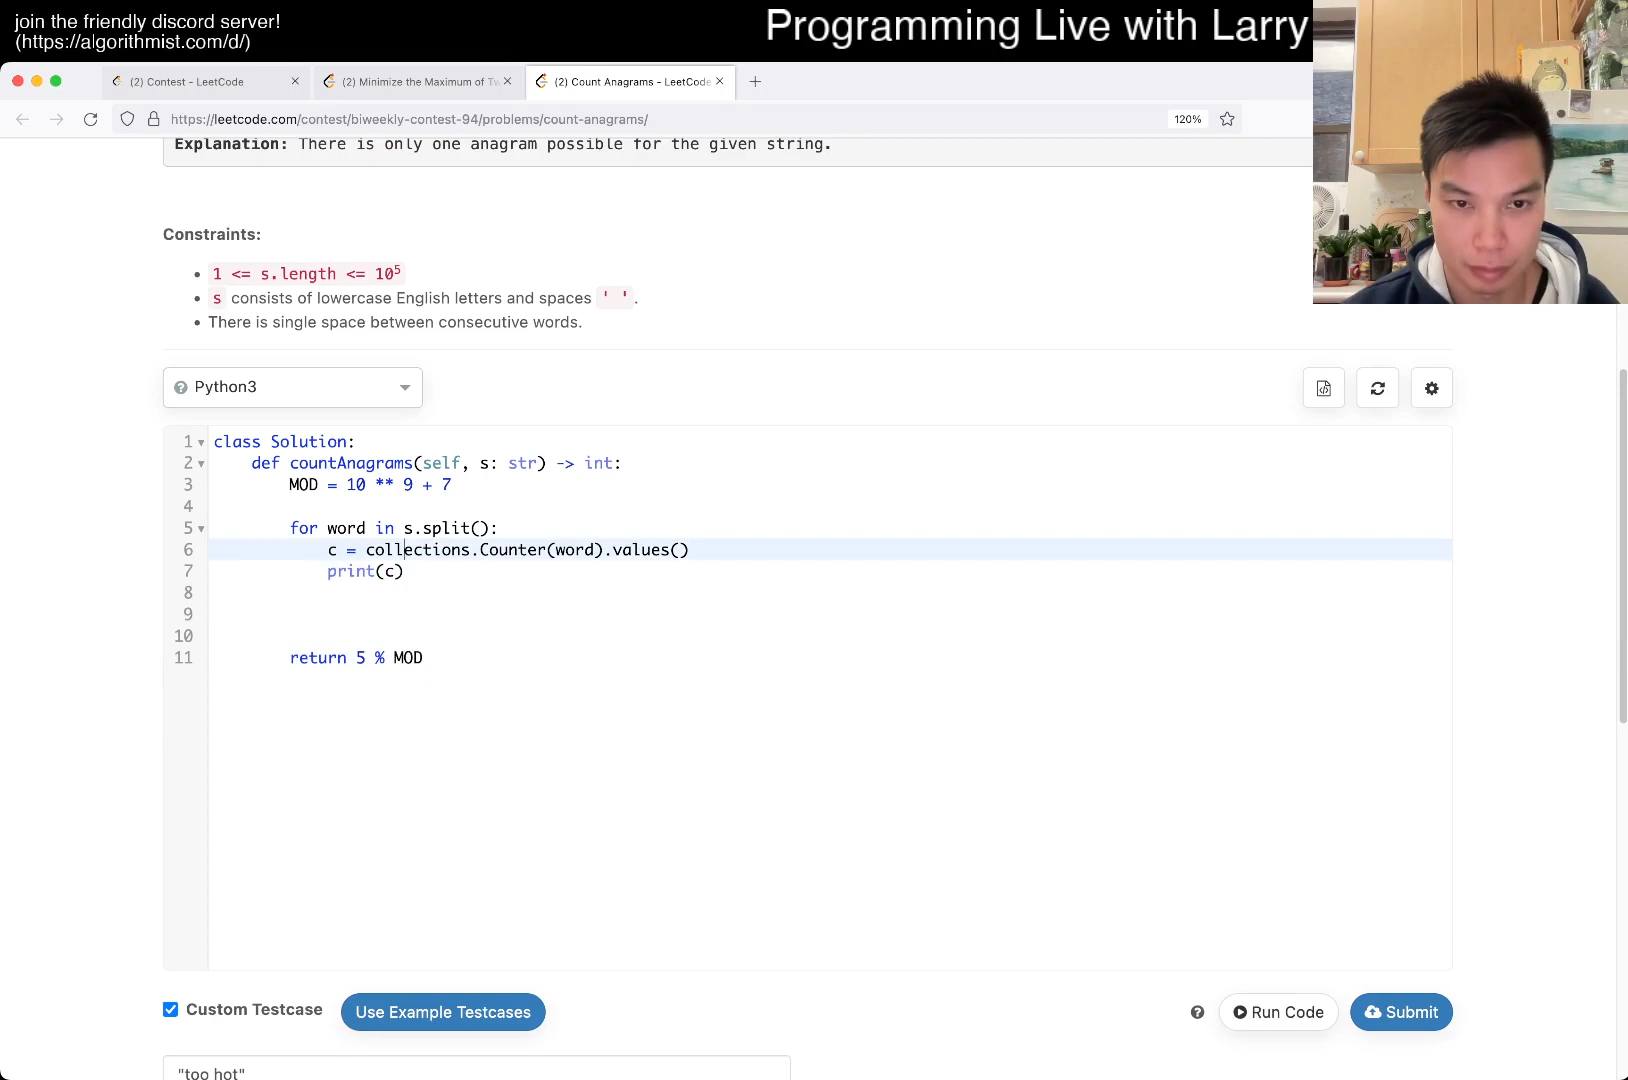 join the friendly discord server!
(https://algorithmist.com/d/)
Programming Live with Larry
(2) Contest - LeetCode
(2) Minimize the Maximum of Tw
(2) Count Anagrams - LeetCode
https://leetcode.com/contest/biweekly-contest-94/problems/count-anagrams/
120%
Explanation: There is only one anagram possible for the given string.
Constraints:
1 <= s.length <= 10⁵
s consists of lowercase English letters and spaces ' '.
There is single space between consecutive words.
Python3
1 class Solution:
2 def countAnagrams(self, s: str) -> int:
3 MOD = 10 ** 9 + 7
4
5 for word in s.split():
6 c = collections.Counter(word).values()
7 print(c)
8
9
10
11 return 5 % MOD
Custom Testcase
Use Example Testcases
Run Code
Submit
"too hot"